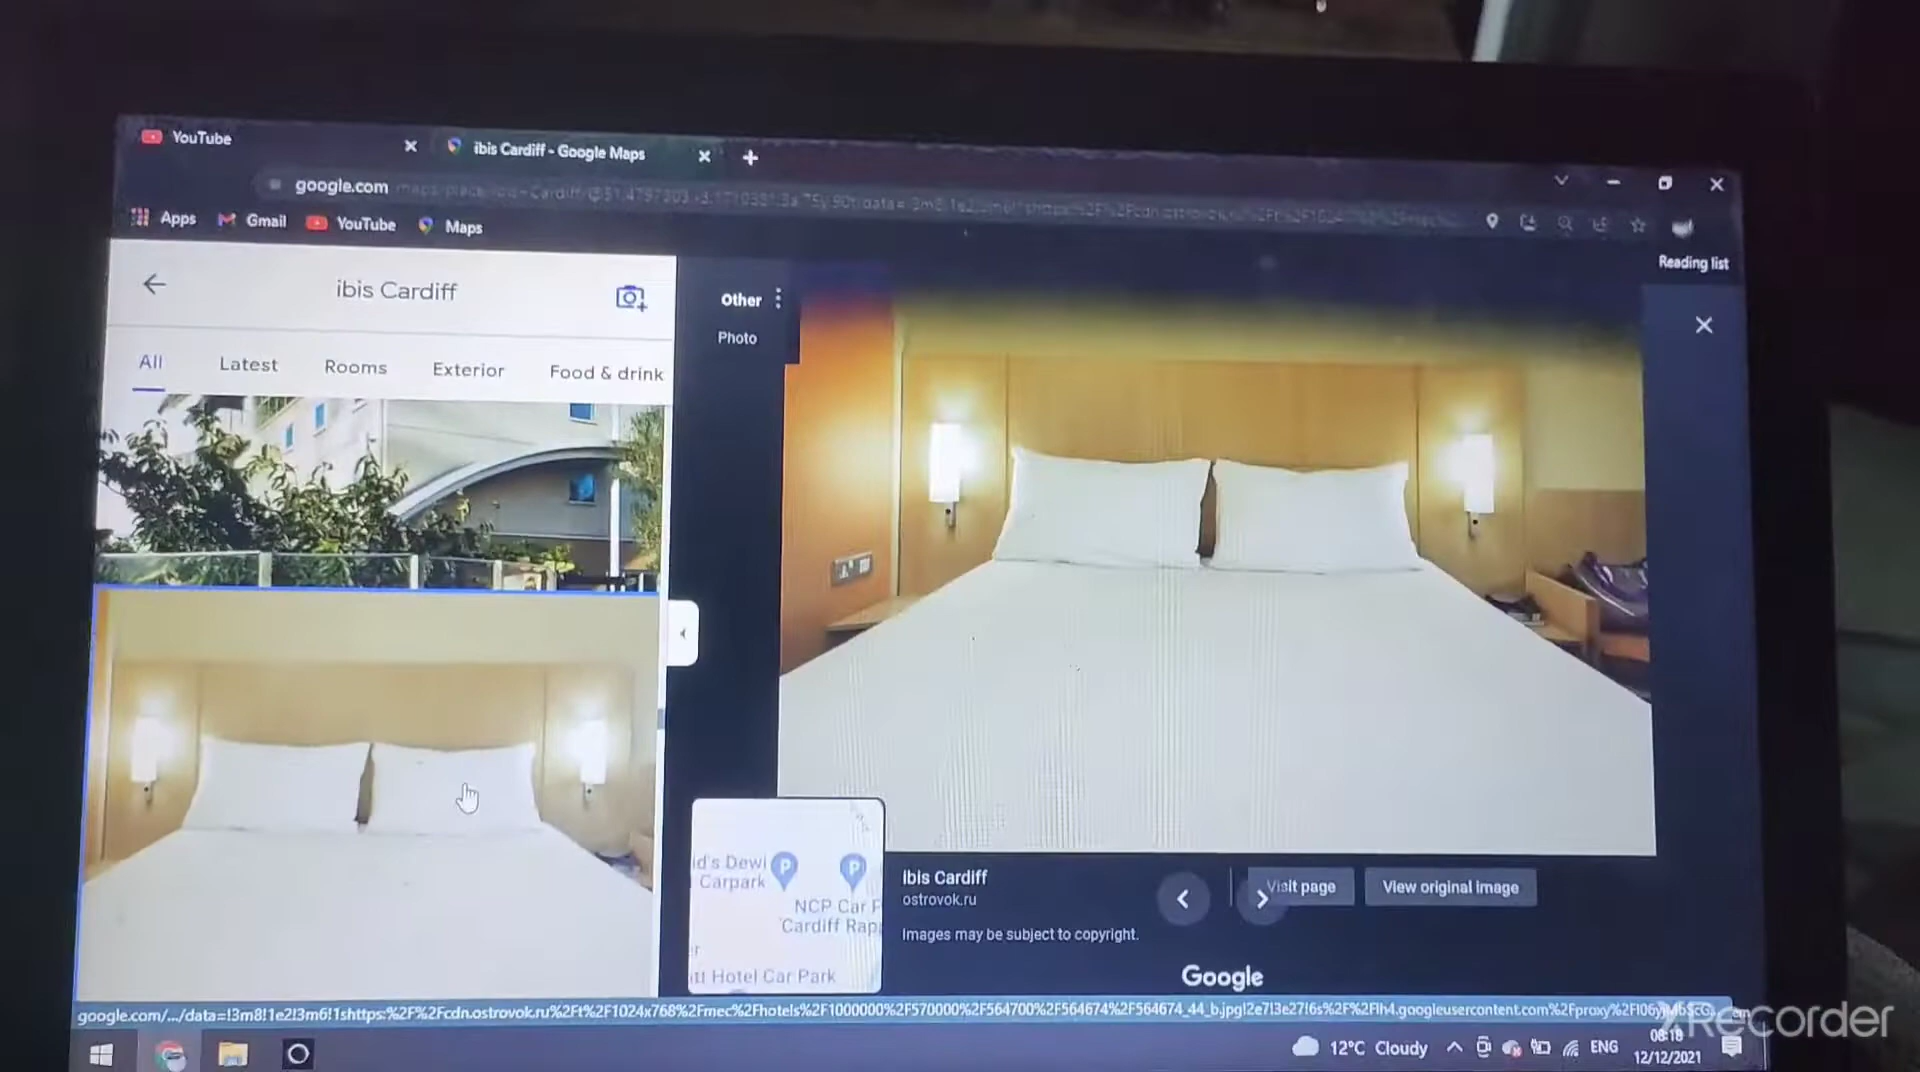 YouTube
ibis Cardiff - Google Maps
google.com
Apps
Gmail
YouTube
Maps
Reading list
ibis Cardiff
All
Latest
Rooms
Exterior
Food & drink
Other
Photo
id's Dewi
Carpark
NCP Car P
Cardiff Rap
tt Hotel Car Park
Ibis Cardiff
ostrovok.ru
Images may be subject to copyright.
Visit page
View original image
Google
google.com/.../data=!3m8!1e2!3m6!1shttps:%2F%2Fcdn.ostrovok.ru%2Ft%2F1024x768%2Fmec%2Fhotels%2F1000000%2F570000%2F564700%2F564674%2F564674_44_b.jpg!2e7!3e27!6s%2F%2Flh4.googleusercontent.com%2Fproxy%2F
XRecorder
12°C Cloudy
ENG
08:18
12/12/2021